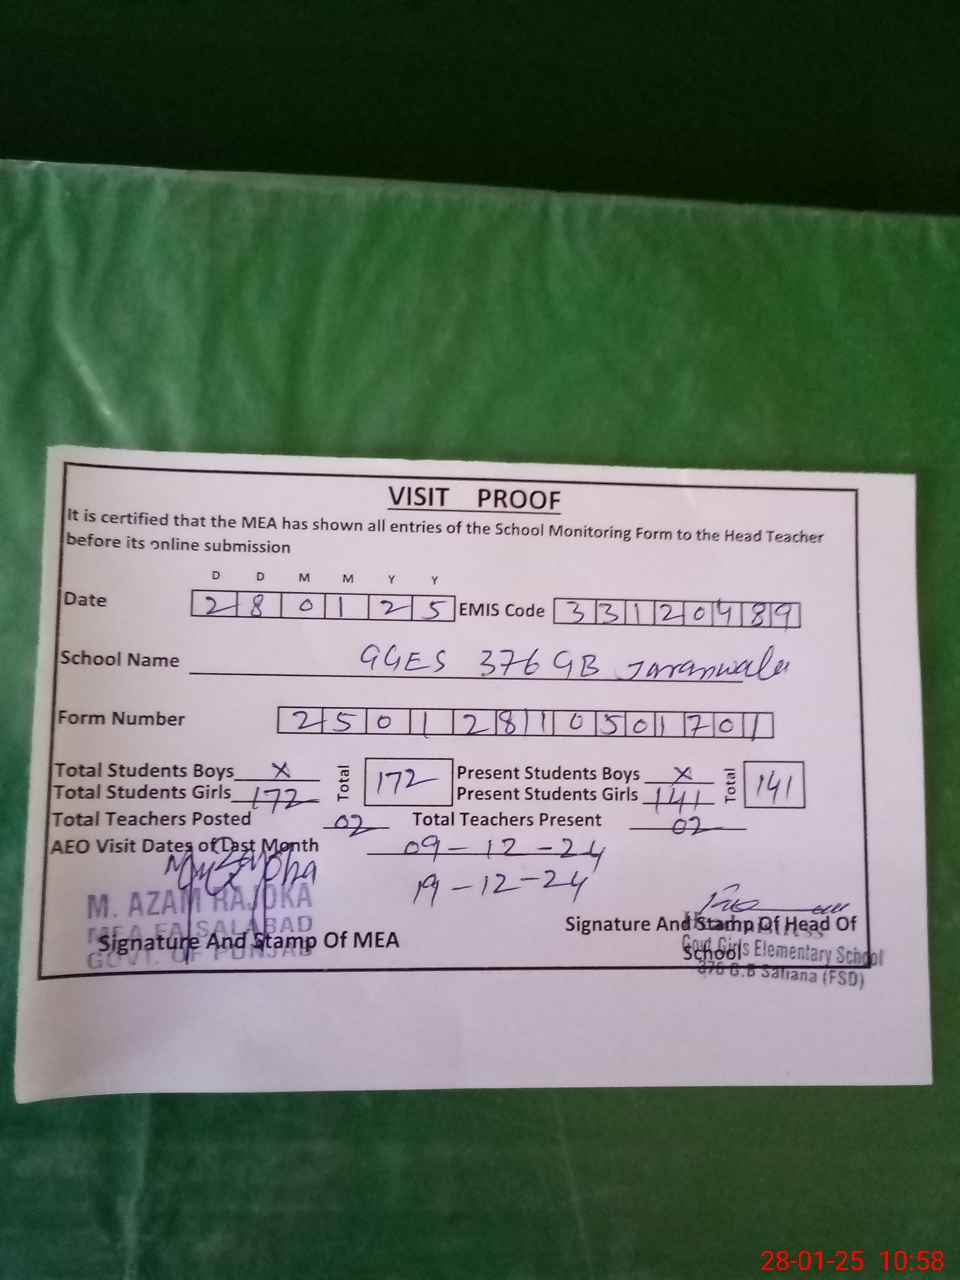 VISIT PROOF
It is certified that the MEA has shown all entries of the School Monitoring Form to the Head Teacher
before its online submission
D D M M Y Y
Date 2 8 0 1 2 5 EMIS Code 3 3 1 2 0 4 8 9
School Name GGES 376 GB Jaranwala
Form Number 2 5 0 1 2 8 1 0 5 0 1 7 0 1
Total Students Boys X Total 172 Present Students Boys X Total 141
Total Students Girls 172 Present Students Girls 141
Total Teachers Posted 02 Total Teachers Present 02
AEO Visit Dates of Last Month 09-12-24
19-12-24
M. AZAM RAJOKA
MEA FAISALABAD
GOVT. OF PUNJAB
Signature And Stamp Of MEA
Signature And Stamp Of Head Of
School
Govt Girls Elementary School
376 G.B Saltana (FSD)
28-01-25 10:58